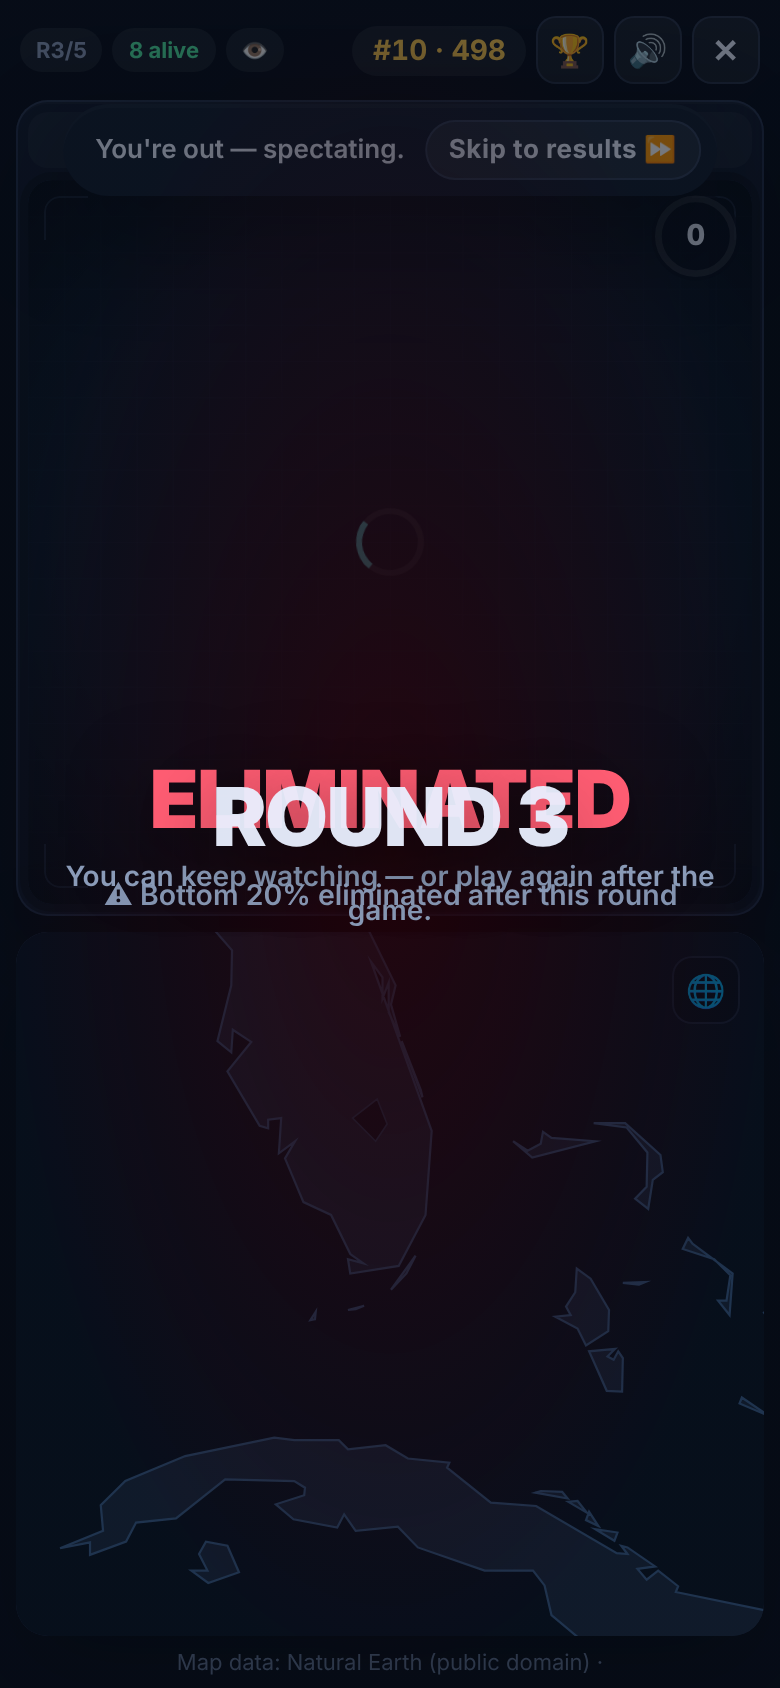 R3/5 8 alive #10 · 498
You're out — spectating. Skip to results
0
ELIMINATED
ROUND 3
You can keep watching — or play again after the
⚠ Bottom 20% eliminated after this round
game.
Map data: Natural Earth (public domain) ·